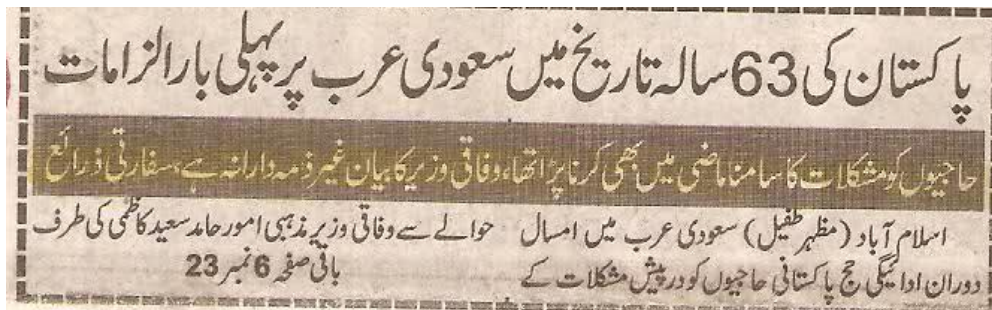 پاکستان کی 63 سالہ تاریخ میں سعودی عرب پر پہلی بار الزامات
حاجیوں کو مشکلات کا سامنا ماضی میں بھی کرنا پڑا تھا، وفاقی وزیر کا بیان غیر ذمہ دارانہ ہے، سفارتی ذرائع
اسلام آباد (مظہر طفیل) سعودی عرب میں امسال
دوران ادائیگی حج پاکستانی حاجیوں کو درپیش مشکلات کے
حوالے سے وفاقی وزیر مذہبی امور حامد سعید کاظمی کی طرف
باقی صفحہ 6 نمبر 23